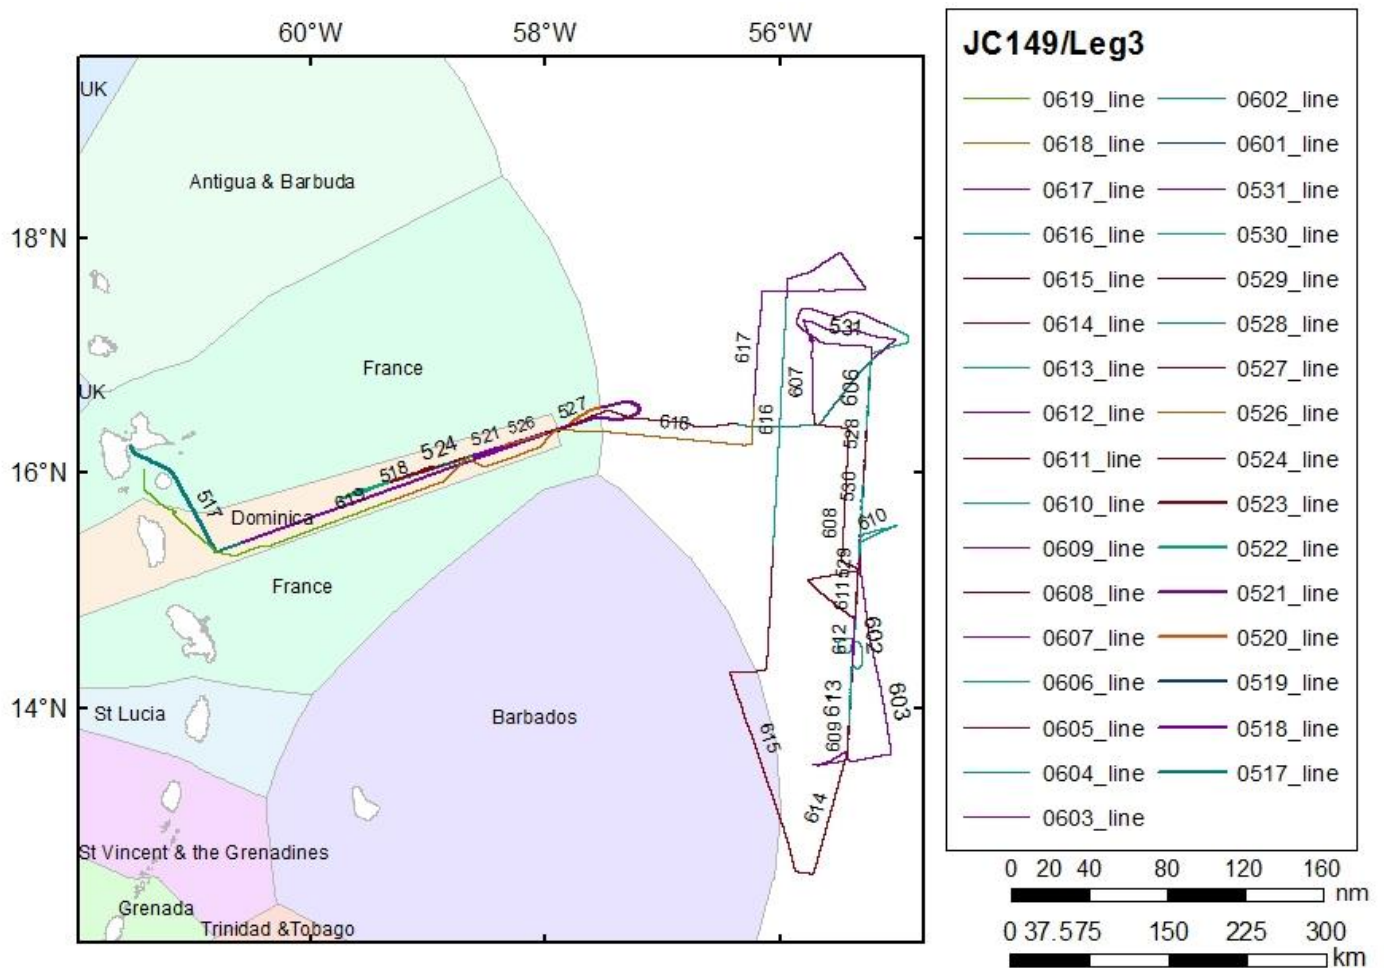 60°W 58°W 56°W
JC149/Leg3
UK
Antigua & Barbuda
18°N
France
UK
16°N
Dominica
France
14°N
St Lucia
Barbados
St Vincent & the Grenadines
Grenada
Trinidad &Tobago
517
619
518
524
521
526
527
618
617
616
607
531
606
528
530
608
610
529
611
612
602
613
603
609
615
614
0619_line 0602_line
0618_line 0601_line
0617_line 0531_line
0616_line 0530_line
0615_line 0529_line
0614_line 0528_line
0613_line 0527_line
0612_line 0526_line
0611_line 0524_line
0610_line 0523_line
0609_line 0522_line
0608_line 0521_line
0607_line 0520_line
0606_line 0519_line
0605_line 0518_line
0604_line 0517_line
0603_line
0 20 40 80 120 160
nm
0 37.575 150 225 300
km